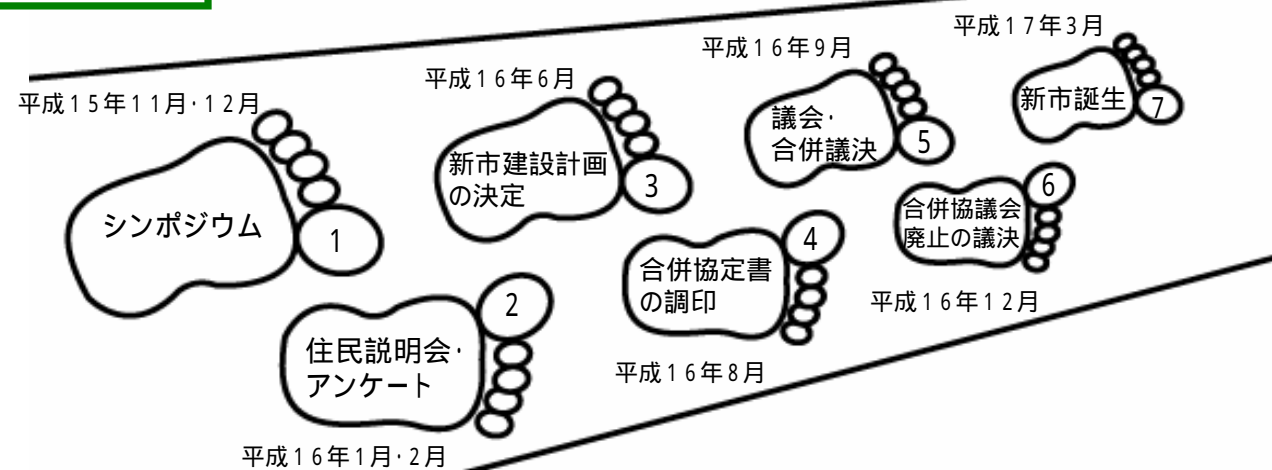 平成15年11月・12月
シンポジウム
1
住民説明会・
アンケート
2
平成16年1月・2月
平成16年6月
新市建設計画
の決定
3
合併協定書
の調印
4
平成16年8月
平成16年9月
議会・
合併議決
5
合併協議会
廃止の議決
6
平成16年12月
平成17年3月
新市誕生
7